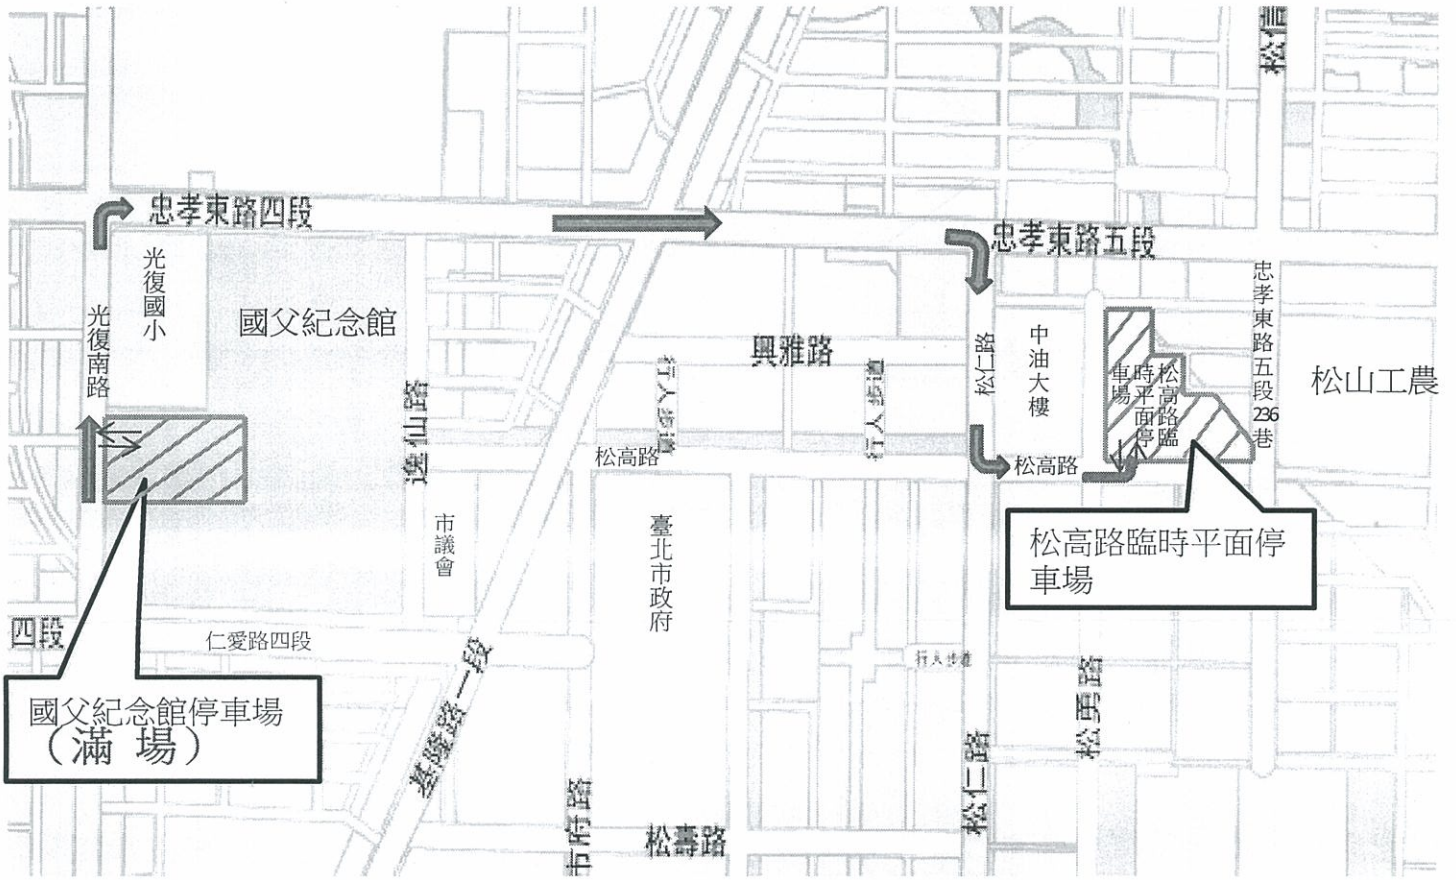 松信
忠孝東路四段
忠孝東路五段
光復國小
國父紀念館
光復南路
逸仙路
興雅路
行人步道
行人步道
松仁路
中油大樓
松高路臨
時平面停
車場
忠孝東路五段236巷
松山工農
松高路
松高路
市議會
臺北市政府
松高路臨時平面停
車場
四段
仁愛路四段
行人步道
國父紀念館停車場
（滿 場）
基隆路一段
松勇路
松仁路
市府路
松壽路